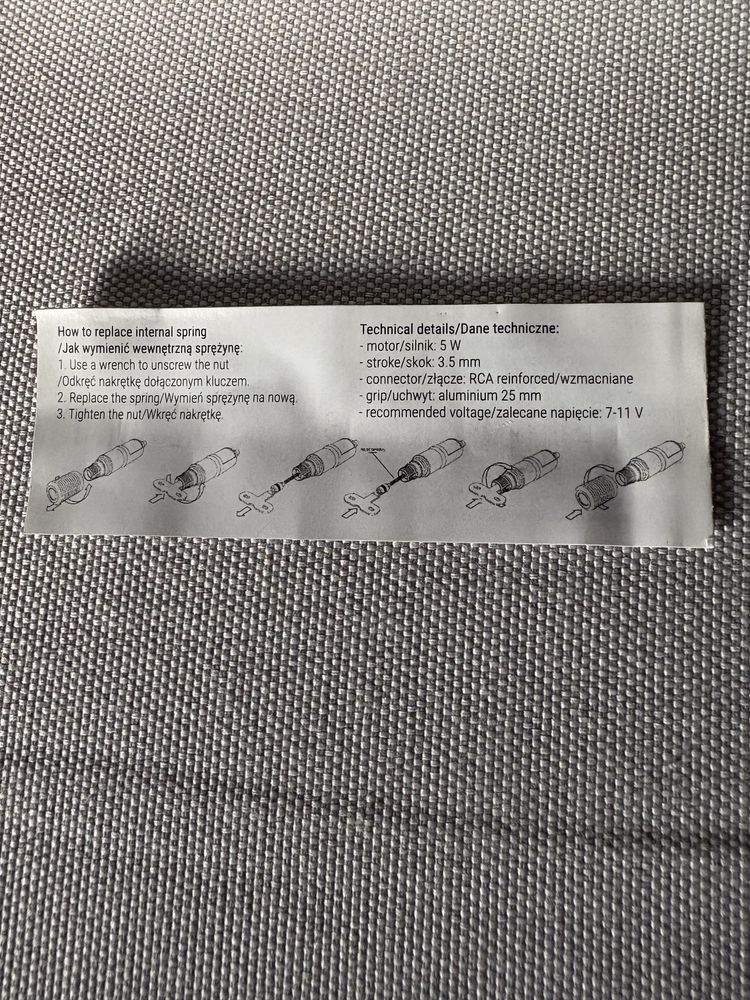 How to replace internal spring
/Jak wymienić wewnętrzną sprężynę:
1. Use a wrench to unscrew the nut
/Odkręć nakrętkę dołączonym kluczem.
2. Replace the spring/Wymień sprężynę na nową.
3. Tighten the nut/Wkręć nakrętkę.
Technical details/Dane techniczne:
- motor/silnik: 5 W
- stroke/skok: 3.5 mm
- connector/złącze: RCA reinforced/wzmacniane
- grip/uchwyt: aluminium 25 mm
- recommended voltage/zalecane napięcie: 7-11 V